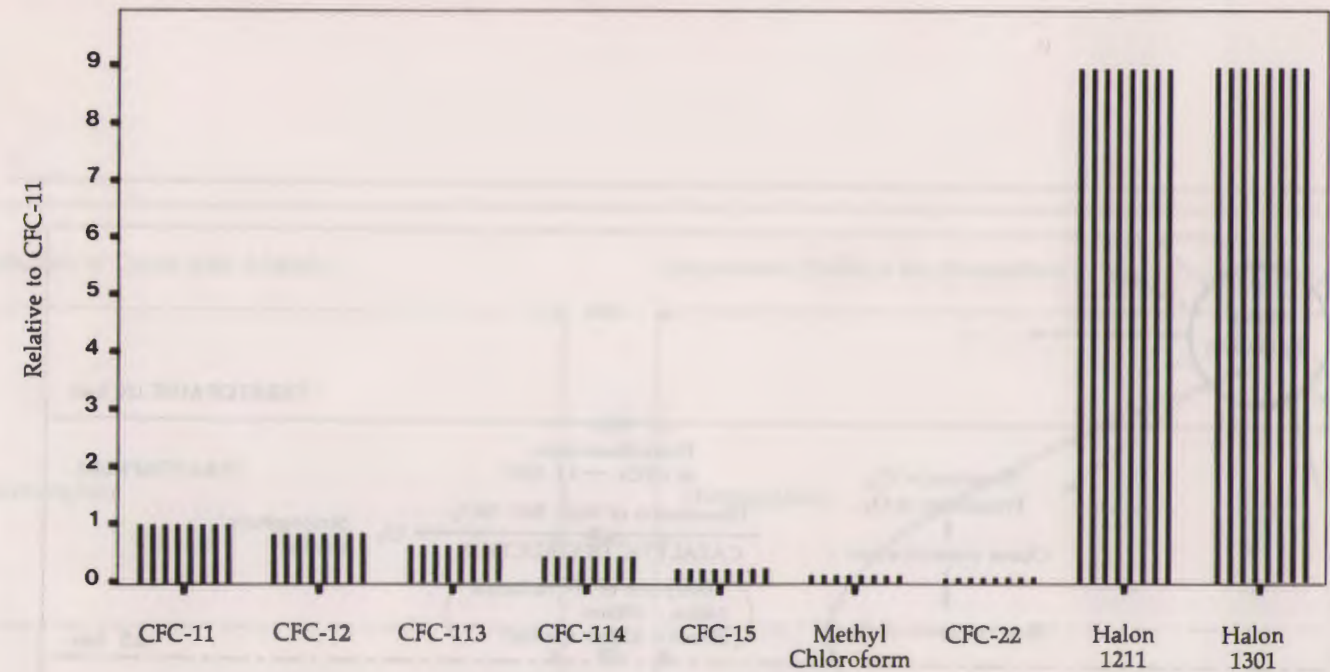 9
8
7
6
5
4
3
2
1
0
Relative to CFC-11
CFC-11
CFC-12
CFC-113
CFC-114
CFC-15
Methyl
Chloroform
CFC-22
Halon
1211
Halon
1301